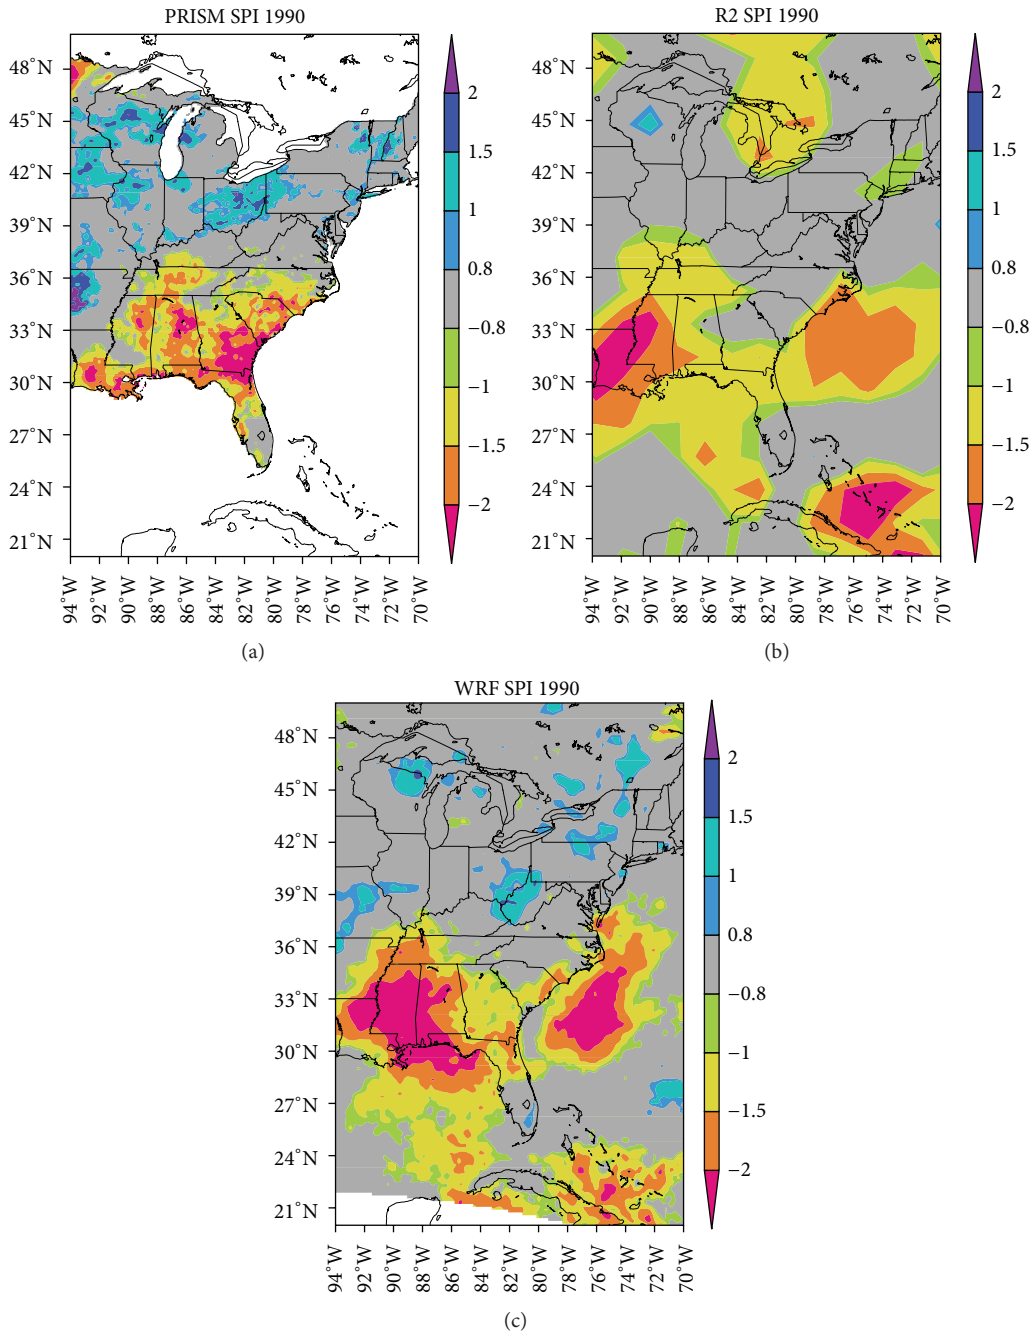 PRISM SPI 1990
48°N
45°N
42°N
39°N
36°N
33°N
30°N
27°N
24°N
21°N
94°W
92°W
90°W
88°W
86°W
84°W
82°W
80°W
78°W
76°W
74°W
72°W
70°W
2
1.5
1
0.8
−0.8
−1
−1.5
−2
(a)
R2 SPI 1990
48°N
45°N
42°N
39°N
36°N
33°N
30°N
27°N
24°N
21°N
94°W
92°W
90°W
88°W
86°W
84°W
82°W
80°W
78°W
76°W
74°W
72°W
70°W
2
1.5
1
0.8
−0.8
−1
−1.5
−2
(b)
WRF SPI 1990
48°N
45°N
42°N
39°N
36°N
33°N
30°N
27°N
24°N
21°N
94°W
92°W
90°W
88°W
86°W
84°W
82°W
80°W
78°W
76°W
74°W
72°W
70°W
2
1.5
1
0.8
−0.8
−1
−1.5
−2
(c)